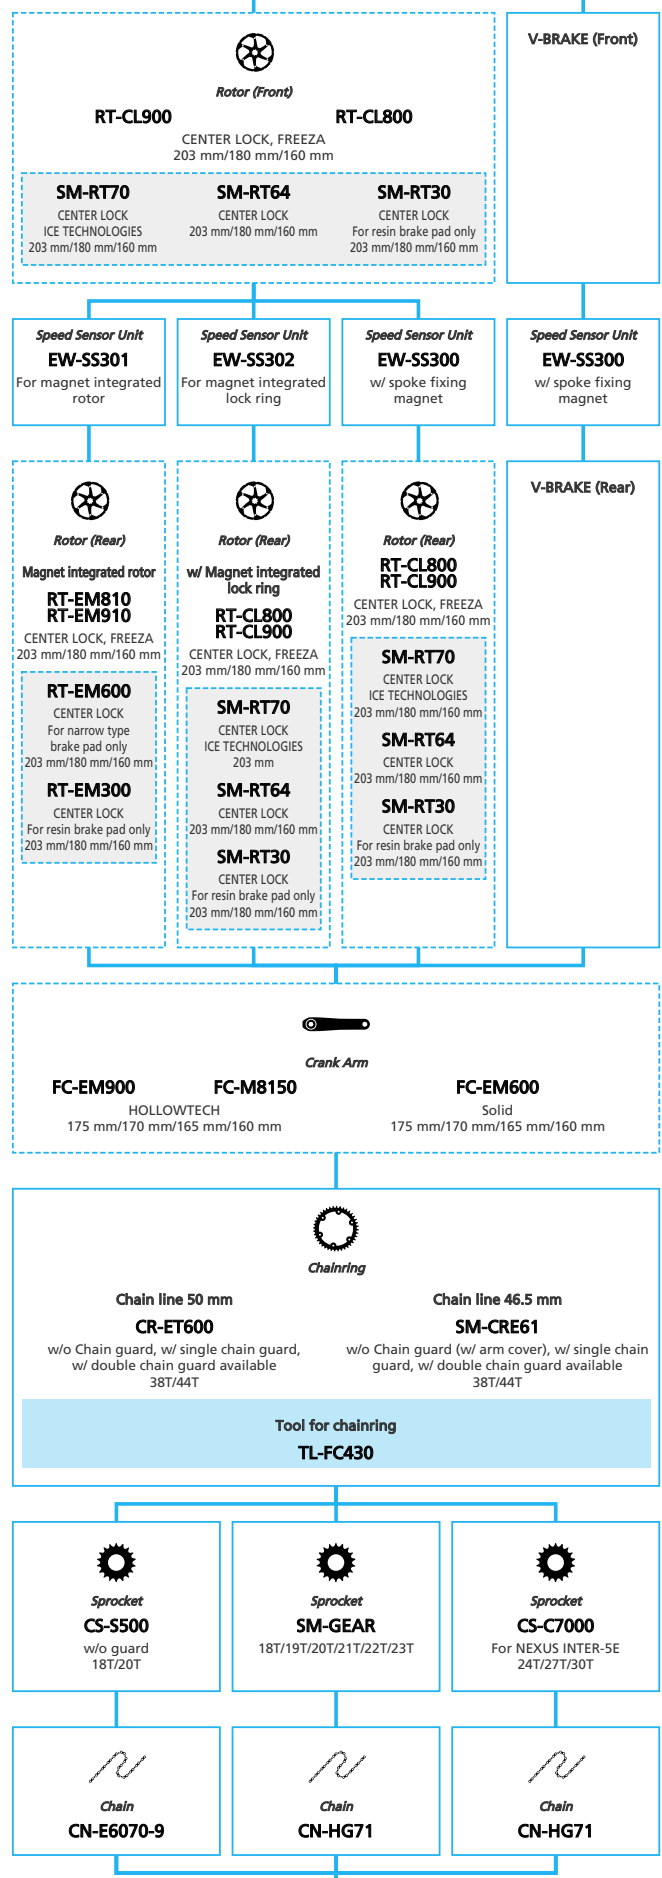 V-BRAKE (Front)
Rotor (Front)
RT-CL900
RT-CL800
CENTER LOCK, FREEZA
203 mm/180 mm/160 mm
SM-RT70
CENTER LOCK
ICE TECHNOLOGIES
203 mm/180 mm/160 mm
SM-RT64
CENTER LOCK
203 mm/180 mm/160 mm
SM-RT30
CENTER LOCK
For resin brake pad only
203 mm/180 mm/160 mm
Speed Sensor Unit
EW-SS301
For magnet integrated
rotor
Speed Sensor Unit
EW-SS302
For magnet integrated
lock ring
Speed Sensor Unit
EW-SS300
w/ spoke fixing
magnet
Speed Sensor Unit
EW-SS300
w/ spoke fixing
magnet
Rotor (Rear)
Magnet integrated rotor
RT-EM810
RT-EM910
CENTER LOCK, FREEZA
203 mm/180 mm/160 mm
RT-EM600
CENTER LOCK
For narrow type
brake pad only
203 mm/180 mm/160 mm
RT-EM300
CENTER LOCK
For resin brake pad only
203 mm/180 mm/160 mm
Rotor (Rear)
w/ Magnet integrated
lock ring
RT-CL800
RT-CL900
CENTER LOCK, FREEZA
203 mm/180 mm/160 mm
SM-RT70
CENTER LOCK
ICE TECHNOLOGIES
203 mm
SM-RT64
CENTER LOCK
203 mm/180 mm/160 mm
SM-RT30
CENTER LOCK
For resin brake pad only
203 mm/180 mm/160 mm
Rotor (Rear)
RT-CL800
RT-CL900
CENTER LOCK, FREEZA
203 mm/180 mm/160 mm
SM-RT70
CENTER LOCK
ICE TECHNOLOGIES
203 mm/180 mm/160 mm
SM-RT64
CENTER LOCK
203 mm/180 mm/160 mm
SM-RT30
CENTER LOCK
For resin brake pad only
203 mm/180 mm/160 mm
V-BRAKE (Rear)
Crank Arm
FC-EM900
FC-M8150
HOLLOWTECH
175 mm/170 mm/165 mm/160 mm
FC-EM600
Solid
175 mm/170 mm/165 mm/160 mm
Chainring
Chain line 50 mm
CR-ET600
w/o Chain guard, w/ single chain guard,
w/ double chain guard available
38T/44T
Chain line 46.5 mm
SM-CRE61
w/o Chain guard (w/ arm cover), w/ single chain
guard, w/ double chain guard available
38T/44T
Tool for chainring
TL-FC430
Sprocket
CS-S500
w/o guard
18T/20T
Sprocket
SM-GEAR
18T/19T/20T/21T/22T/23T
Sprocket
CS-C7000
For NEXUS INTER-5E
24T/27T/30T
Chain
CN-E6070-9
Chain
CN-HG71
Chain
CN-HG71